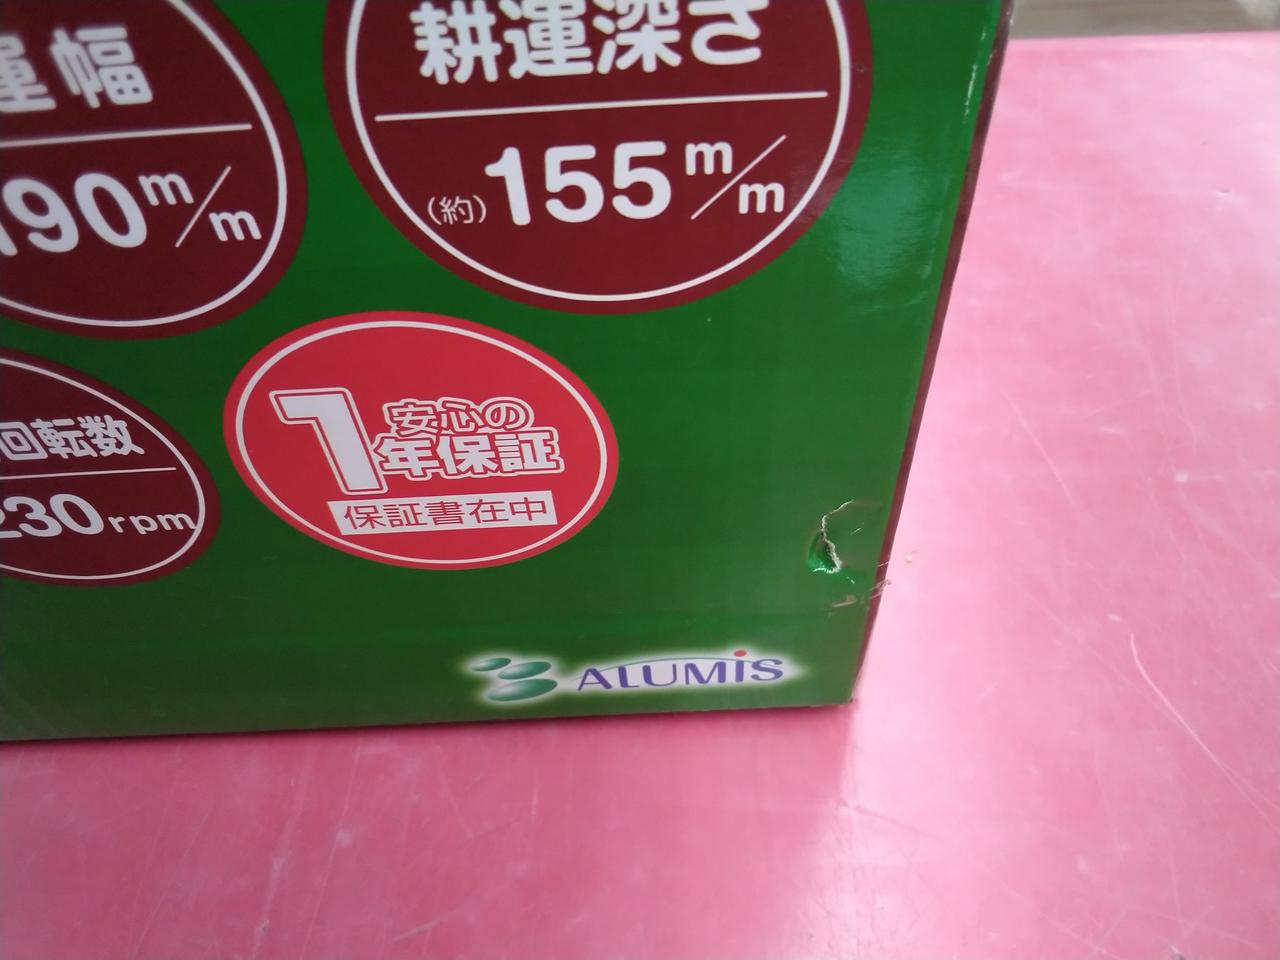 運幅
190m/m
耕運深さ
(約)155m/m
回転数
230rpm
安心の
1年保証
保証書在中
ALUMIS